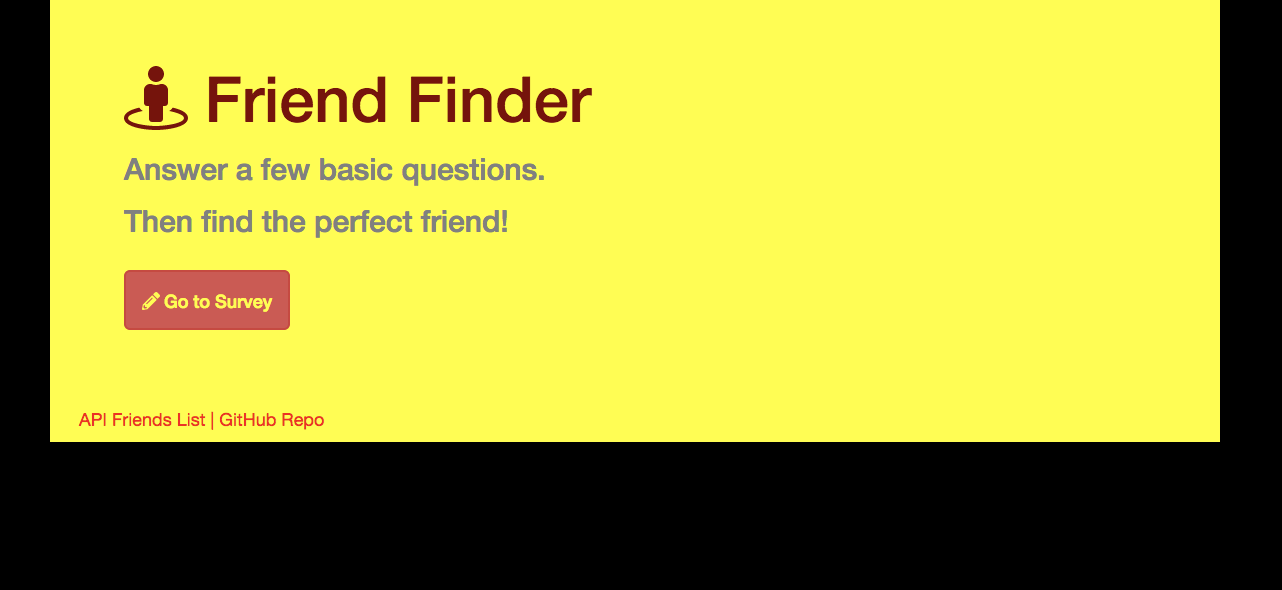 Friend Finder
Answer a few basic questions.
Then find the perfect friend!
Go to Survey
API Friends List | GitHub Repo